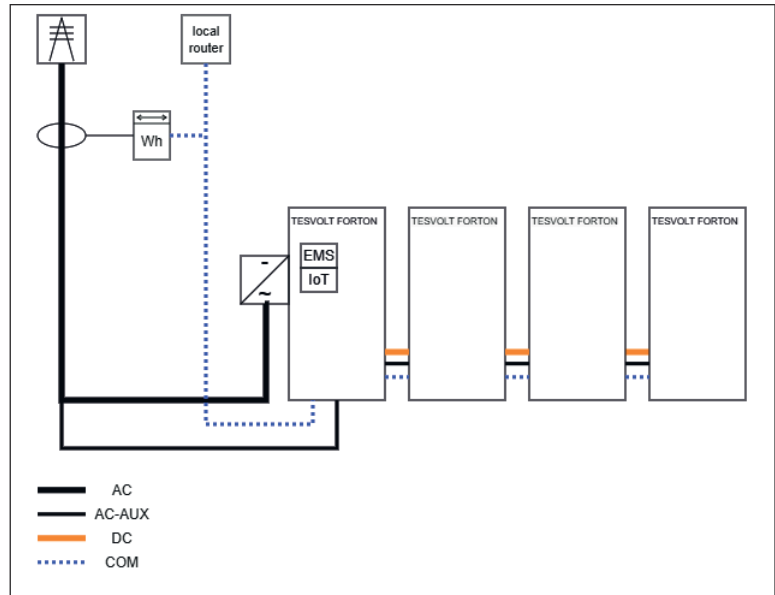 local
router
Wh
TESVOLT FORTON
TESVOLT FORTON
TESVOLT FORTON
TESVOLT FORTON
EMS
IoT
-
~
AC
AC-AUX
DC
COM